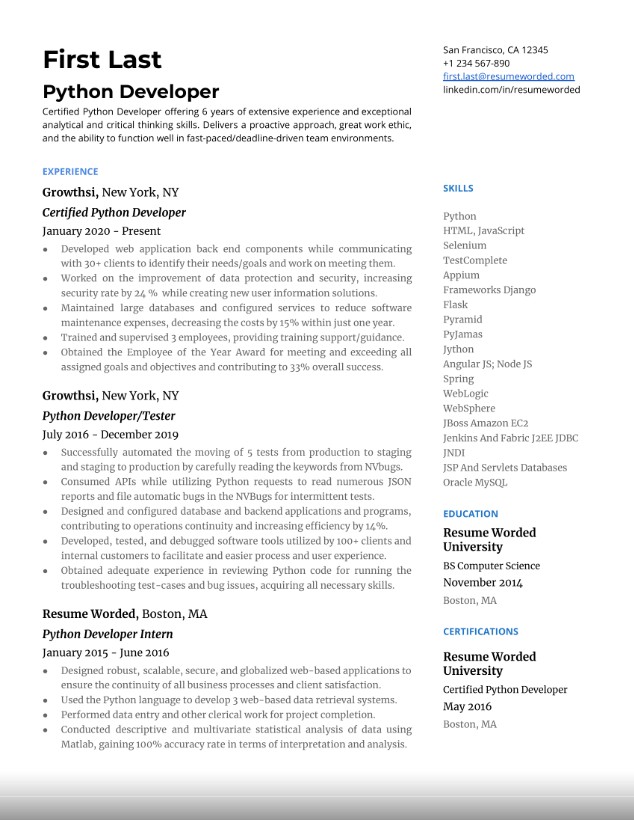 First Last
Python Developer
Certified Python Developer offering 6 years of extensive experience and exceptional
analytical and critical thinking skills. Delivers a proactive approach, great work ethic,
and the ability to function well in fast-paced/deadline-driven team environments.
San Francisco, CA 12345
+1 234 567-890
first.last@resumeworded.com
linkedin.com/in/resumeworded
EXPERIENCE
Growthsi, New York, NY
Certified Python Developer
January 2020 - Present
● Developed web application back end components while communicating
with 30+ clients to identify their needs/goals and work on meeting them.
● Worked on the improvement of data protection and security, increasing
security rate by 24 % while creating new user information solutions.
● Maintained large databases and configured services to reduce software
maintenance expenses, decreasing the costs by 15% within just one year.
● Trained and supervised 3 employees, providing training support/guidance.
● Obtained the Employee of the Year Award for meeting and exceeding all
assigned goals and objectives and contributing to 33% overall success.
Growthsi, New York, NY
Python Developer/Tester
July 2016 - December 2019
● Successfully automated the moving of 5 tests from production to staging
and staging to production by carefully reading the keywords from NVbugs.
● Consumed APIs while utilizing Python requests to read numerous JSON
reports and file automatic bugs in the NVBugs for intermittent tests.
● Designed and configured database and backend applications and programs,
contributing to operations continuity and increasing efficiency by 14%.
● Developed, tested, and debugged software tools utilized by 100+ clients and
internal customers to facilitate and easier process and user experience.
● Obtained adequate experience in reviewing Python code for running the
troubleshooting test-cases and bug issues, acquiring all necessary skills.
Resume Worded, Boston, MA
Python Developer Intern
January 2015 - June 2016
● Designed robust, scalable, secure, and globalized web-based applications to
ensure the continuity of all business processes and client satisfaction.
● Used the Python language to develop 3 web-based data retrieval systems.
● Performed data entry and other clerical work for project completion.
● Conducted descriptive and multivariate statistical analysis of data using
Matlab, gaining 100% accuracy rate in terms of interpretation and analysis.
SKILLS
Python
HTML, JavaScript
Selenium
TestComplete
Appium
Frameworks Django
Flask
Pyramid
PyJamas
Jython
Angular JS; Node JS
Spring
WebLogic
WebSphere
JBoss Amazon EC2
Jenkins And Fabric J2EE JDBC
JNDI
JSP And Servlets Databases
Oracle MySQL
EDUCATION
Resume Worded
University
BS Computer Science
November 2014
Boston, MA
CERTIFICATIONS
Resume Worded
University
Certified Python Developer
May 2016
Boston, MA